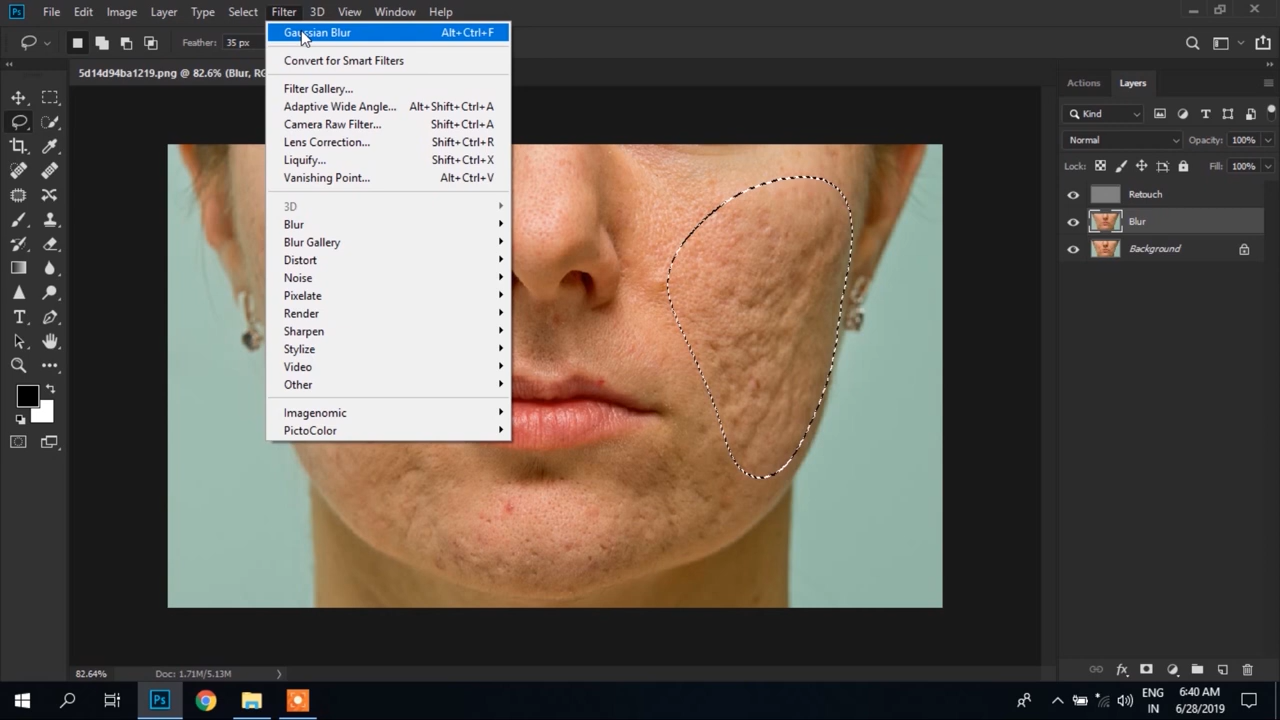 Ps File Edit Image Layer Type Select Filter 3D View Window Help
Feather: 35 px
5d14d94ba1219.png @ 82.6% (Blur, RG
Gaussian Blur Alt+Ctrl+F
Convert for Smart Filters
Filter Gallery...
Adaptive Wide Angle... Alt+Shift+Ctrl+A
Camera Raw Filter... Shift+Ctrl+A
Lens Correction... Shift+Ctrl+R
Liquify... Shift+Ctrl+X
Vanishing Point... Alt+Ctrl+V
3D
Blur
Blur Gallery
Distort
Noise
Pixelate
Render
Sharpen
Stylize
Video
Other
Imagenomic
PictoColor
Actions Layers
Kind
Normal Opacity: 100%
Lock: Fill: 100%
Retouch
Blur
Background
82.64% Doc: 1.71M/5.13M
Ps
ENG
IN
6:40 AM
6/28/2019